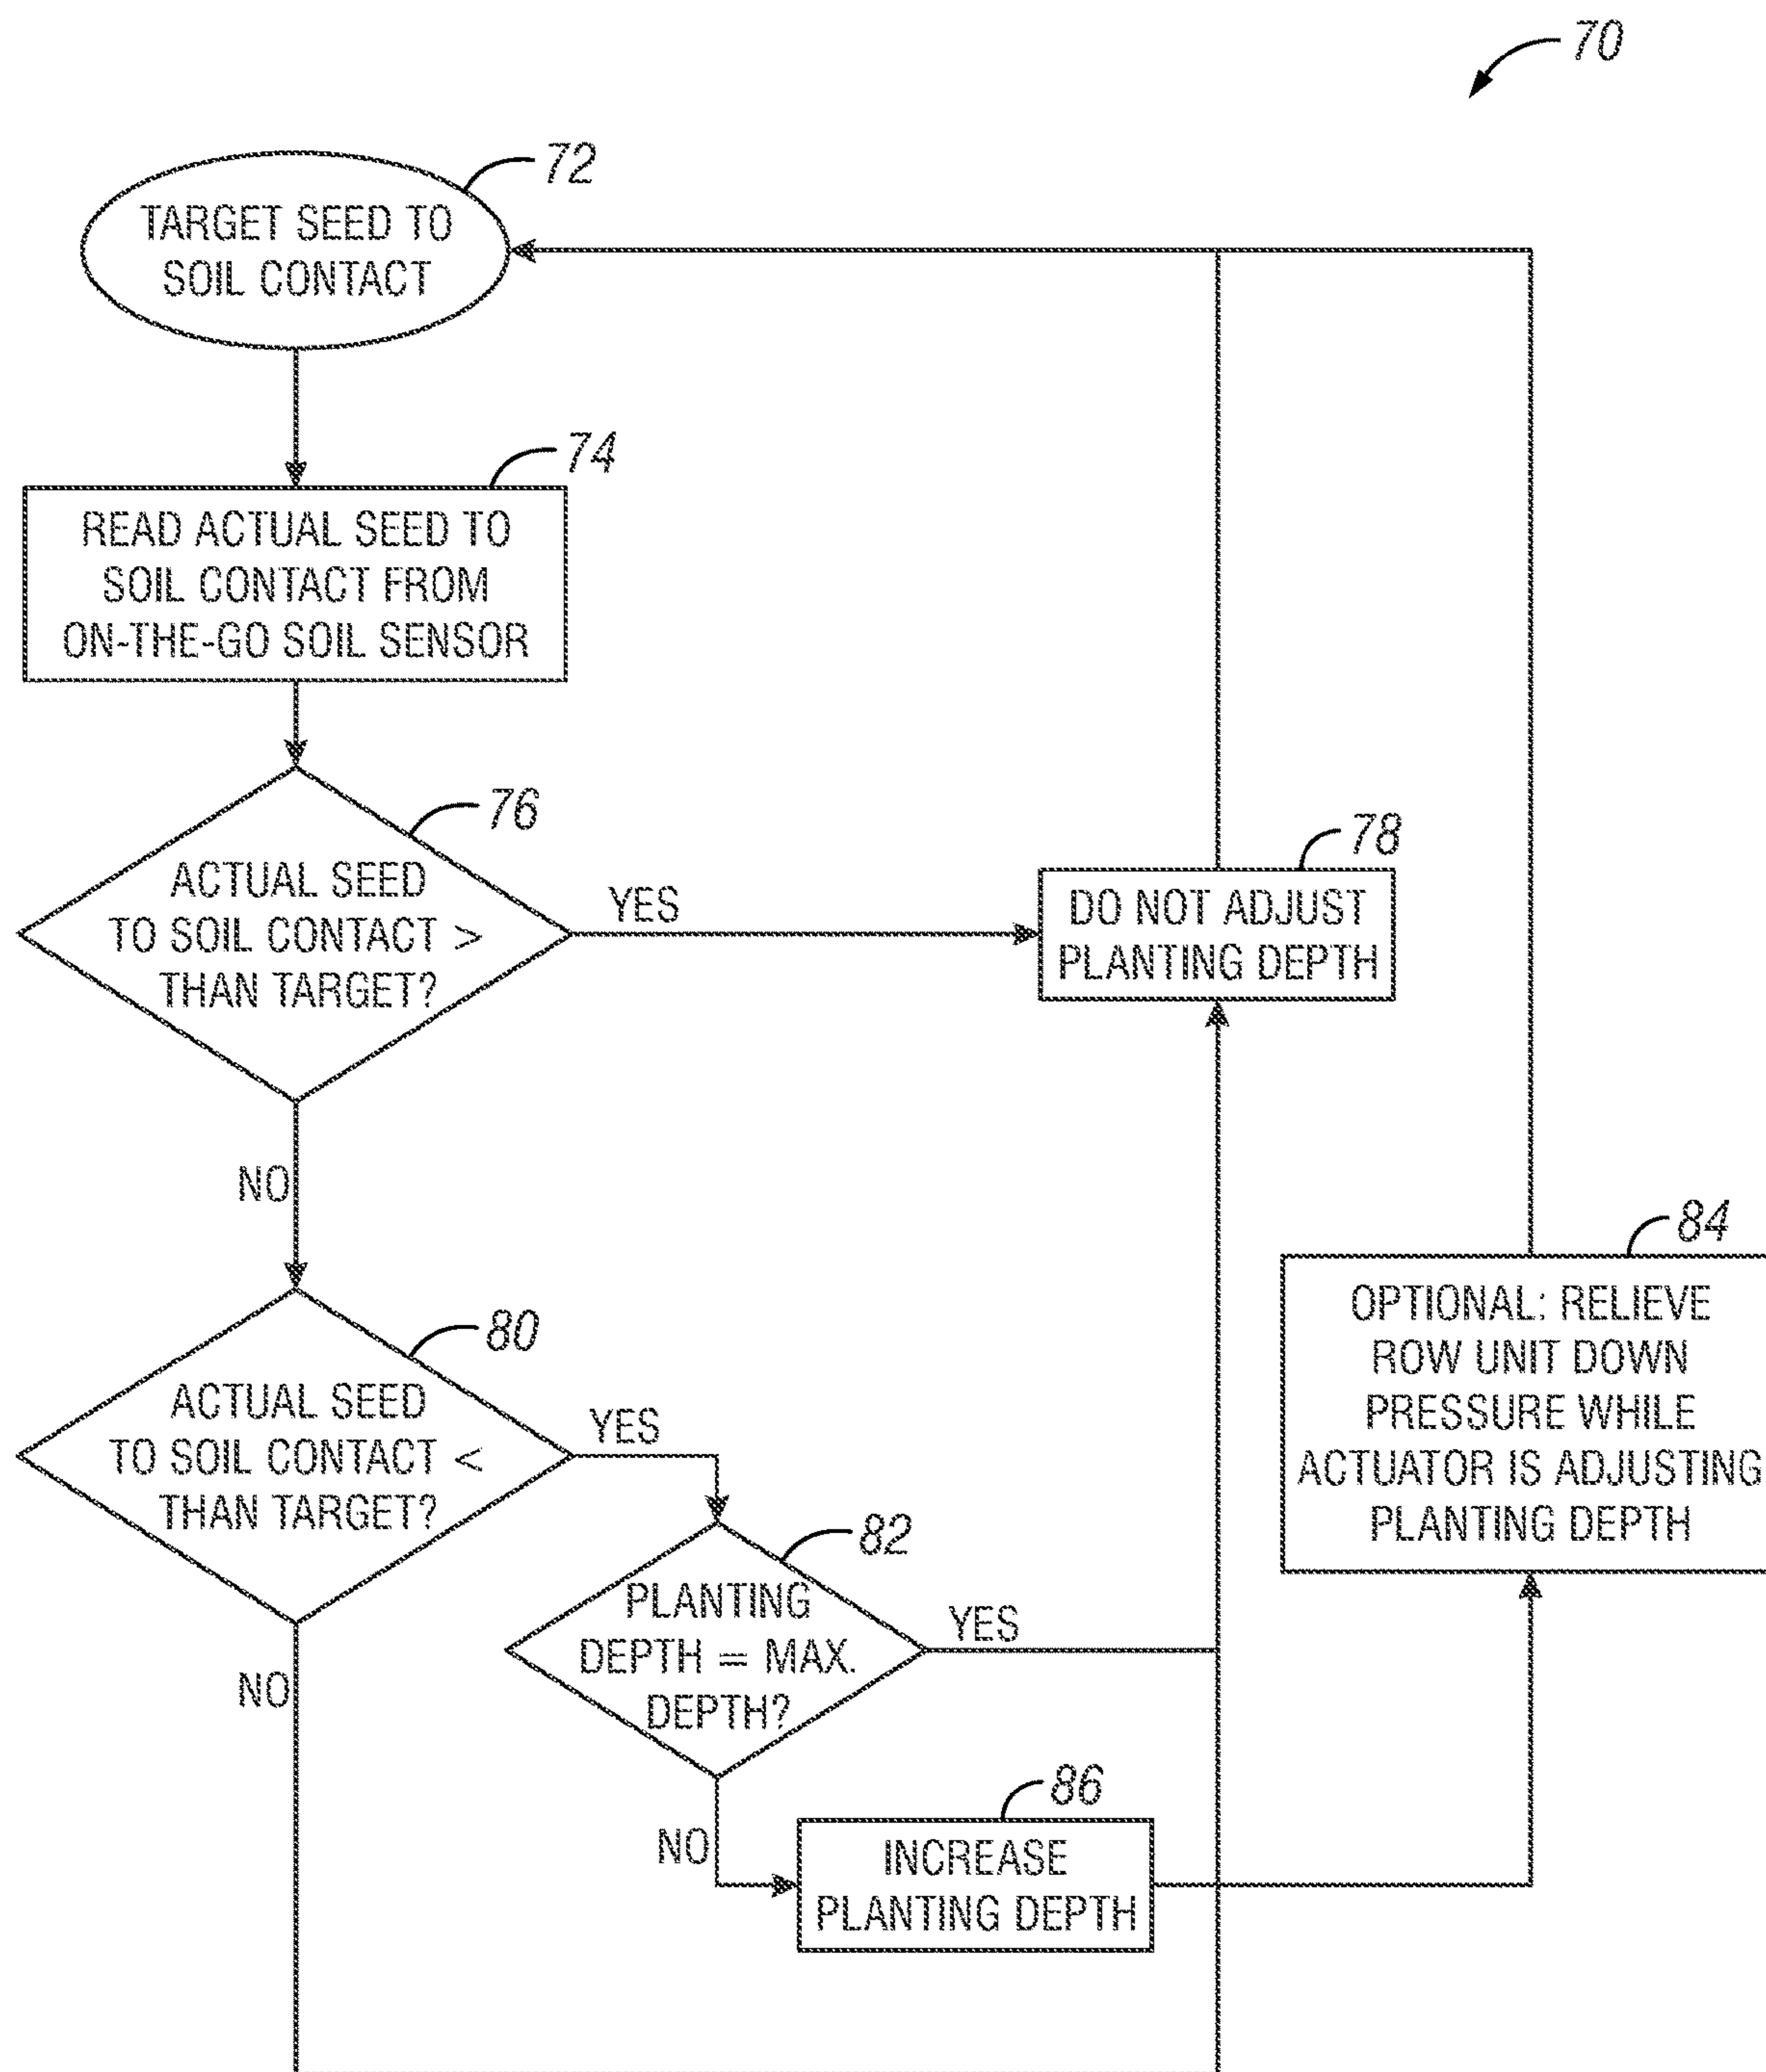 70
72
TARGET SEED TO
SOIL CONTACT
74
READ ACTUAL SEED TO
SOIL CONTACT FROM
ON-THE-GO SOIL SENSOR
76
ACTUAL SEED
TO SOIL CONTACT >
THAN TARGET?
YES
78
DO NOT ADJUST
PLANTING DEPTH
NO
80
ACTUAL SEED
TO SOIL CONTACT <
THAN TARGET?
YES
NO
82
PLANTING
DEPTH = MAX.
DEPTH?
YES
NO
86
INCREASE
PLANTING DEPTH
84
OPTIONAL: RELIEVE
ROW UNIT DOWN
PRESSURE WHILE
ACTUATOR IS ADJUSTING
PLANTING DEPTH